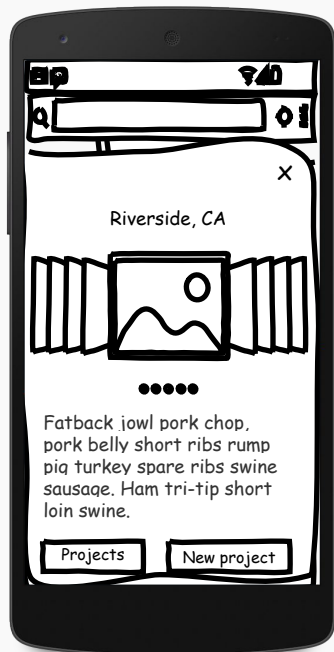 X
Riverside, CA
Fatback jowl pork chop,
pork belly short ribs rump
pig turkey spare ribs swine
sausage. Ham tri-tip short
loin swine.
Projects
New project